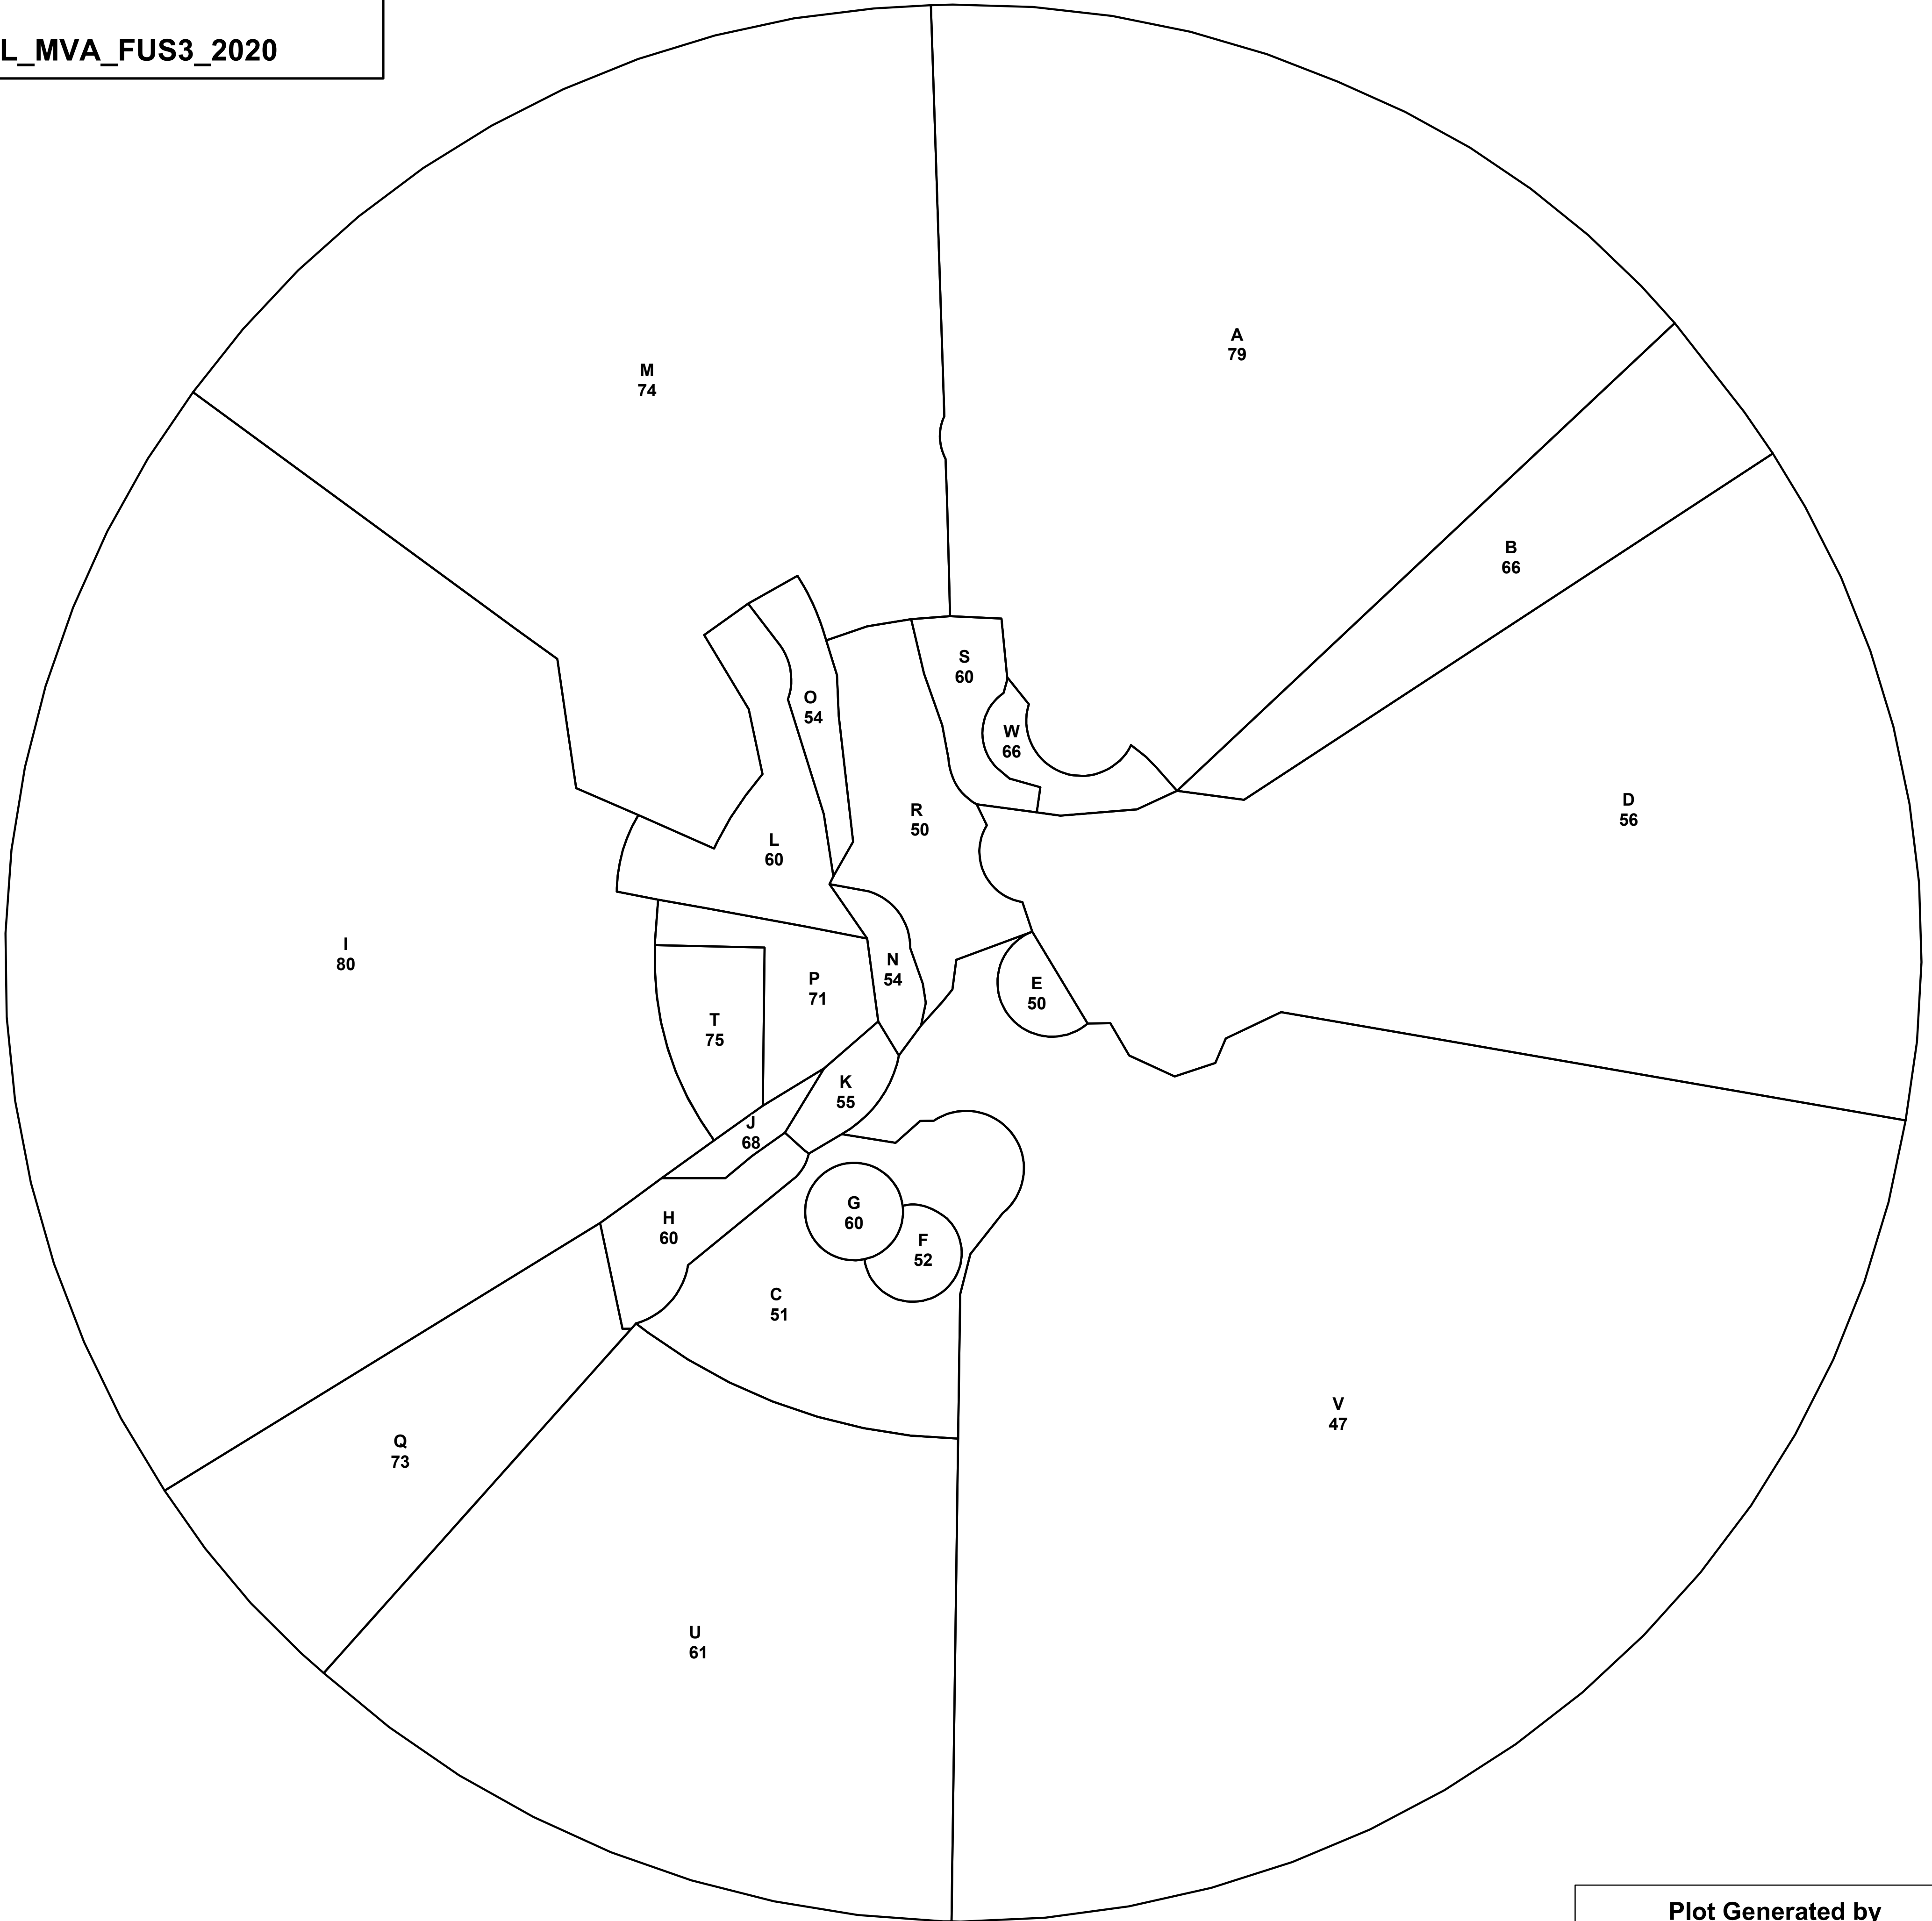 L_MVA_FUS3_2020
A
79
M
74
B
66
S
60
O
54
W
66
D
56
R
50
L
60
I
80
N
54
P
71
E
50
T
75
K
55
J
68
G
60
H
60
F
52
C
51
V
47
Q
73
U
61
Plot Generated by